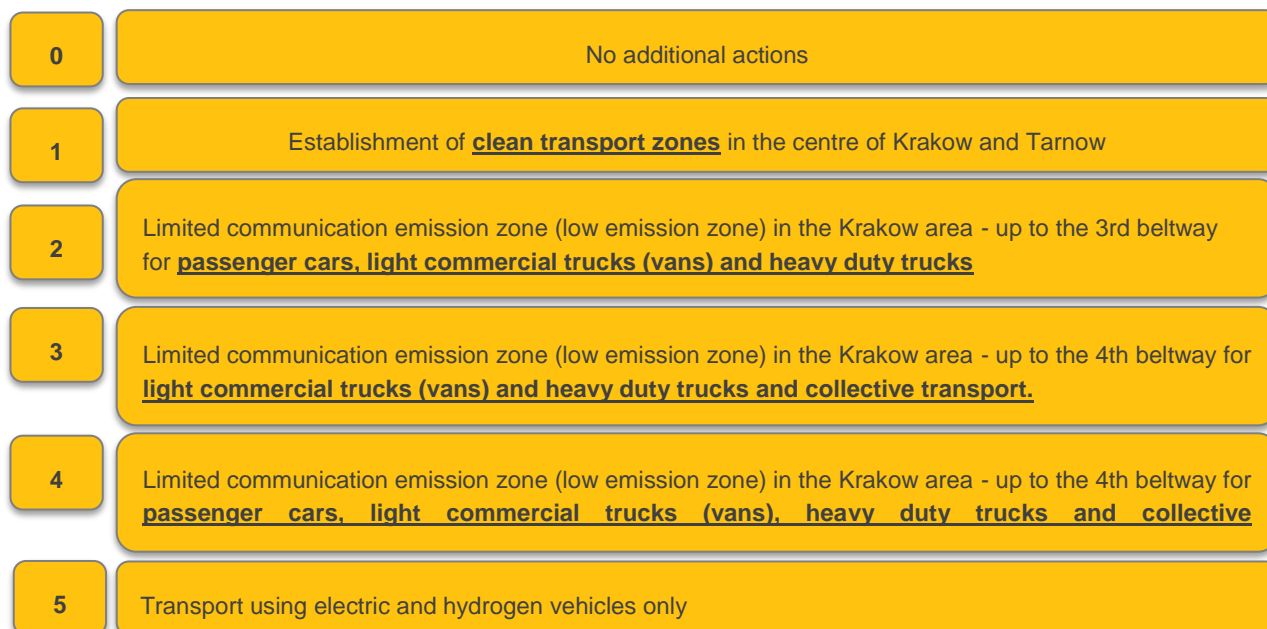 0
No additional actions
1
Establishment of clean transport zones in the centre of Krakow and Tarnow
2
Limited communication emission zone (low emission zone) in the Krakow area - up to the 3rd beltway
for passenger cars, light commercial trucks (vans) and heavy duty trucks
3
Limited communication emission zone (low emission zone) in the Krakow area - up to the 4th beltway for
light commercial trucks (vans) and heavy duty trucks and collective transport.
4
Limited communication emission zone (low emission zone) in the Krakow area - up to the 4th beltway for
passenger cars, light commercial trucks (vans), heavy duty trucks and collective
5
Transport using electric and hydrogen vehicles only